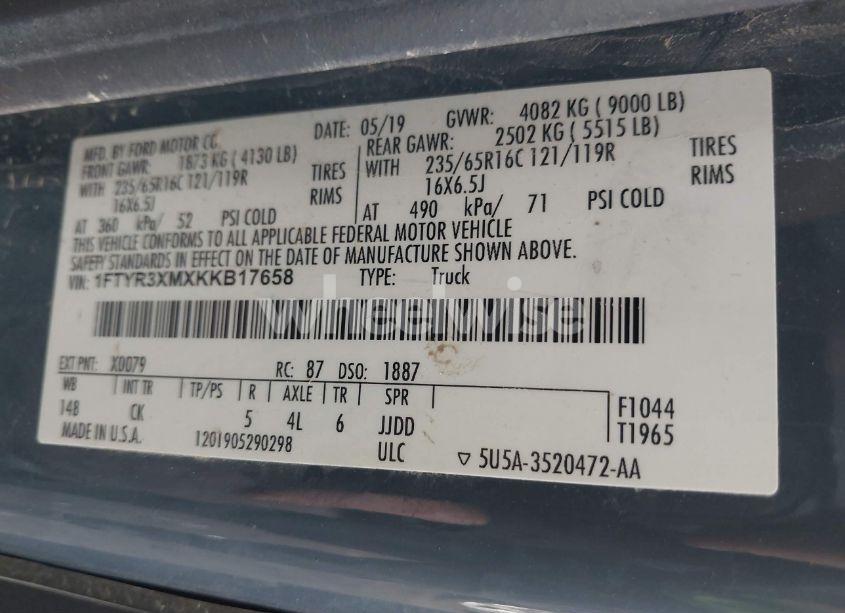 MFD. BY FORD MOTOR CO.
DATE: 05/19 GVWR: 4082 KG ( 9000 LB)
FRONT GAWR: 1873 KG ( 4130 LB)
WITH 235/65R16C 121/119R TIRES
16X6.5J RIMS
AT 360 kPa/ 52 PSI COLD
REAR GAWR: 2502 KG ( 5515 LB)
WITH 235/65R16C 121/119R TIRES
16X6.5J RIMS
AT 490 kPa/ 71 PSI COLD
THIS VEHICLE CONFORMS TO ALL APPLICABLE FEDERAL MOTOR VEHICLE
SAFETY STANDARDS IN EFFECT ON THE DATE OF MANUFACTURE SHOWN ABOVE.
VIN: 1FTYR3XMXKKB17658 TYPE: Truck
wheelwise
EXT PNT: X0079 RC: 87 DSO: 1887
WB INT TR TP/PS R AXLE TR SPR
148 CK 5 4L 6 JJDD
F1044
T1965
MADE IN U.S.A. 1201905290298 ULC
5U5A-3520472-AA